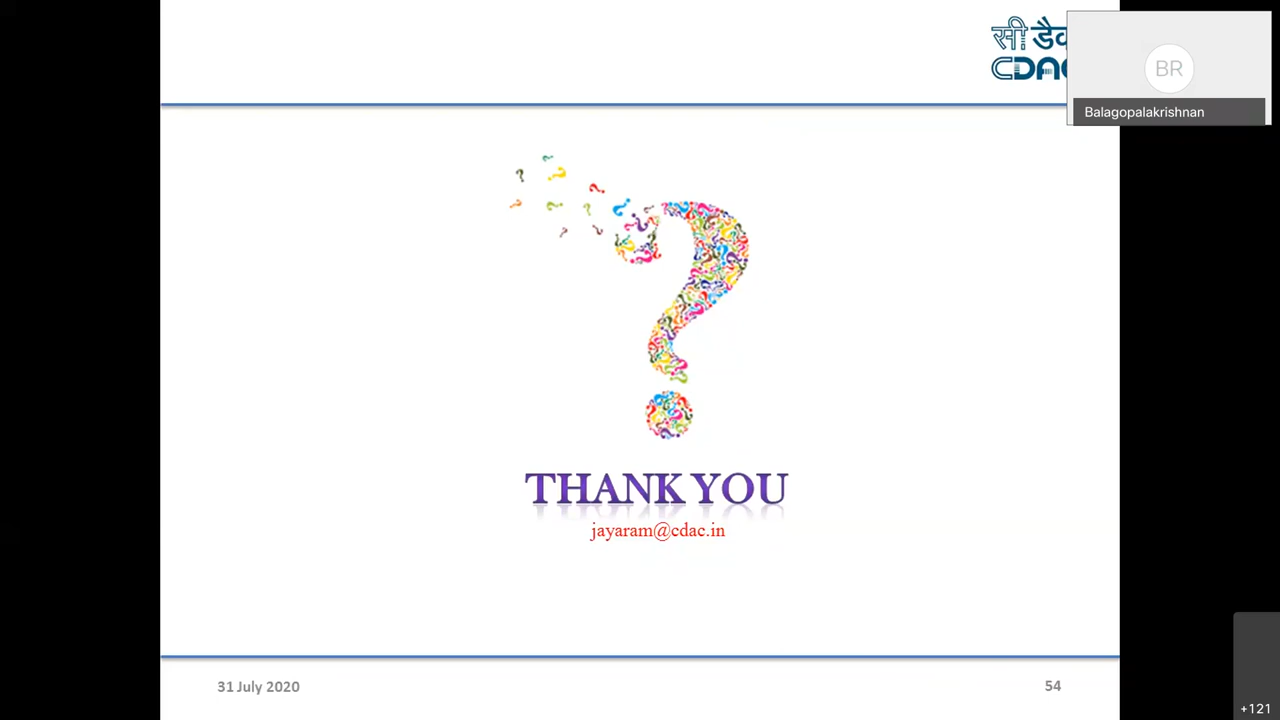 सी डैक
CDAC
BR
Balagopalakrishnan
THANK YOU
jayaram@cdac.in
31 July 2020
54
+121